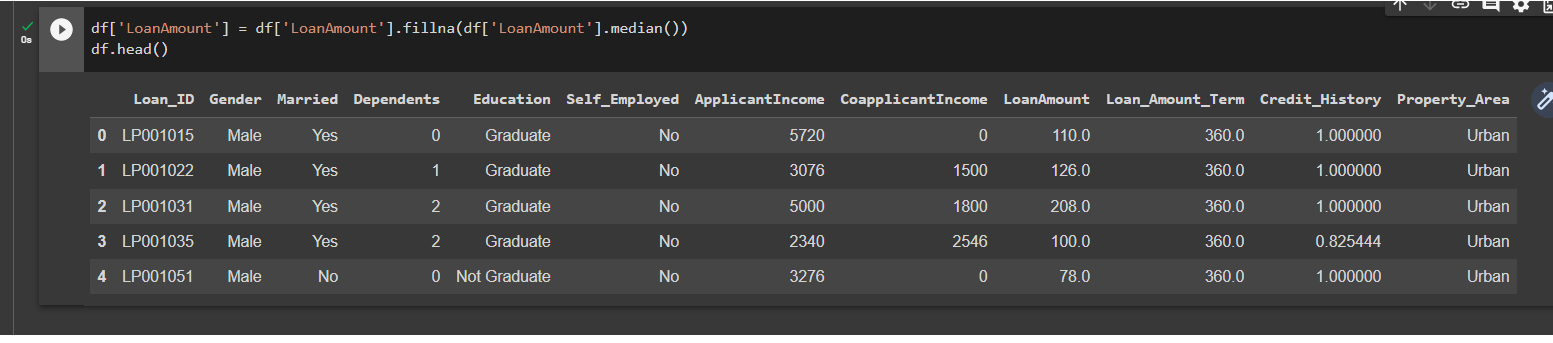 df['LoanAmount'] = df['LoanAmount'].fillna(df['LoanAmount'].median())
0s
df.head()
Loan_ID Gender Married Dependents Education Self_Employed ApplicantIncome CoapplicantIncome LoanAmount Loan_Amount_Term Credit_History Property_Area
0 LP001015 Male Yes 0 Graduate No 5720 0 110.0 360.0 1.000000 Urban
1 LP001022 Male Yes 1 Graduate No 3076 1500 126.0 360.0 1.000000 Urban
2 LP001031 Male Yes 2 Graduate No 5000 1800 208.0 360.0 1.000000 Urban
3 LP001035 Male Yes 2 Graduate No 2340 2546 100.0 360.0 0.825444 Urban
4 LP001051 Male No 0 Not Graduate No 3276 0 78.0 360.0 1.000000 Urban